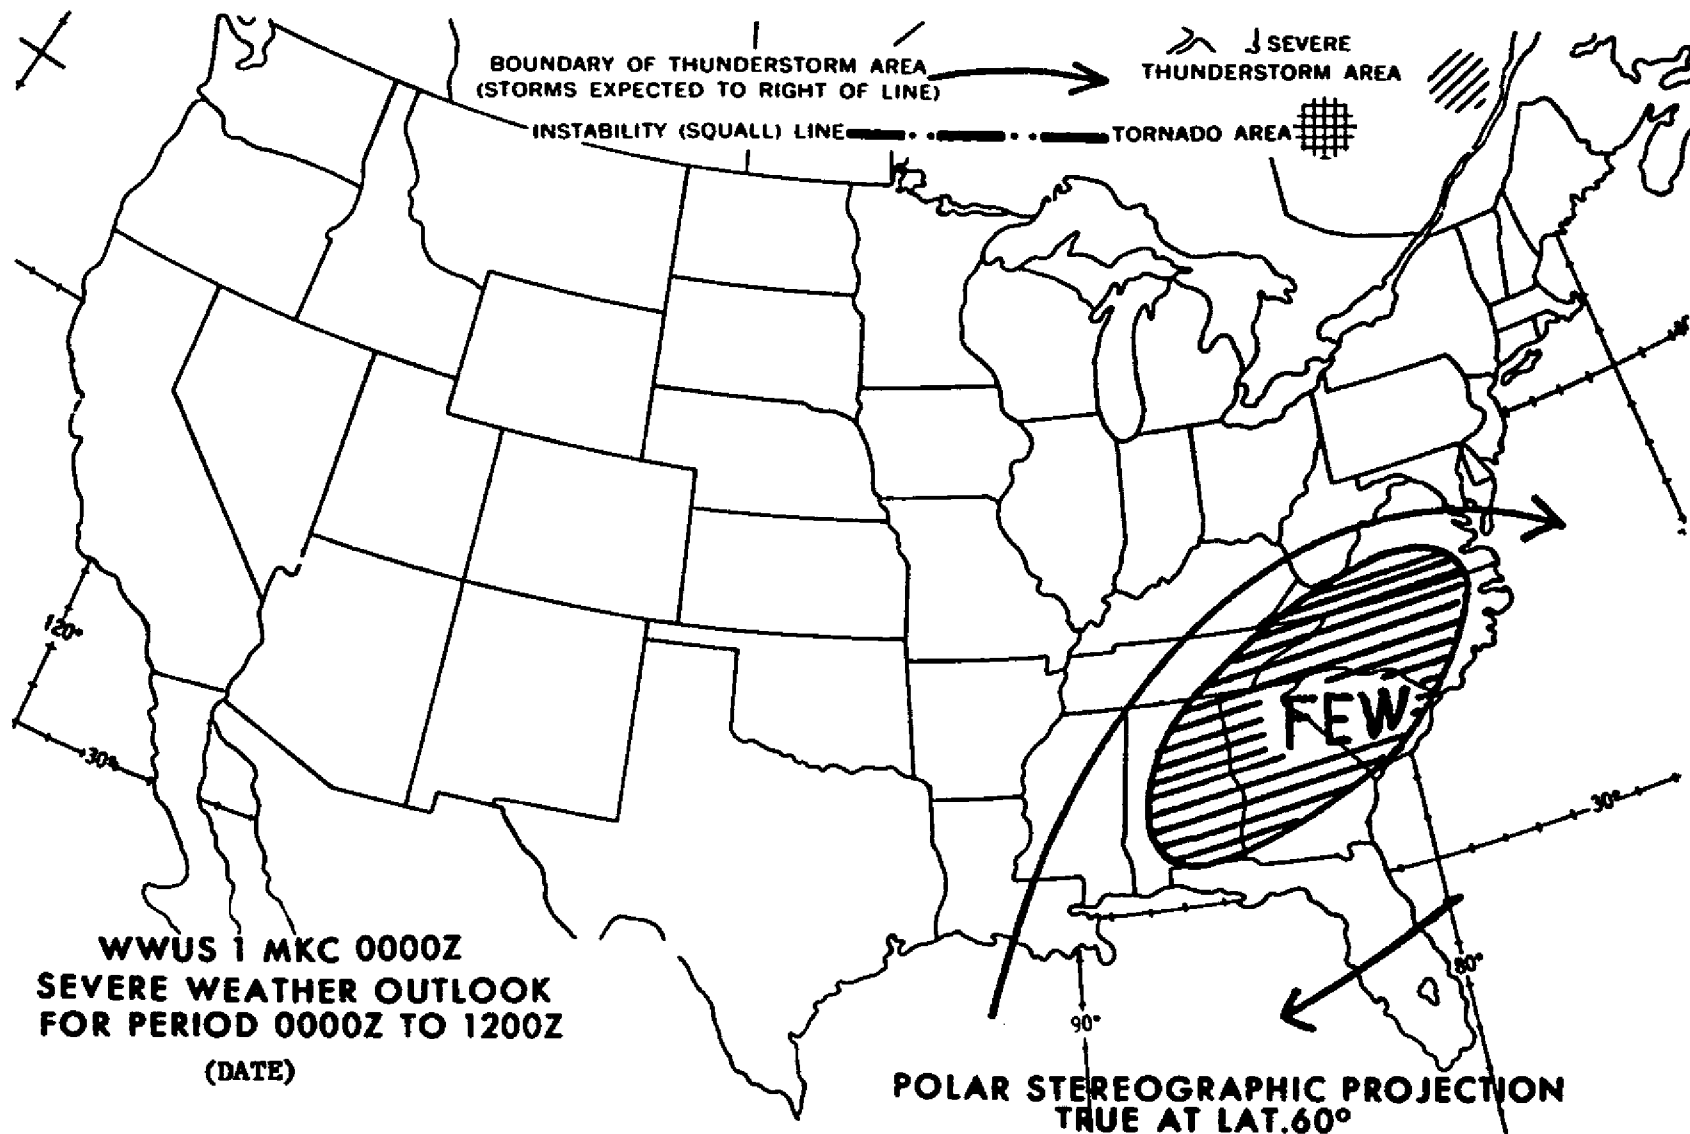 BOUNDARY OF THUNDERSTORM AREA
(STORMS EXPECTED TO RIGHT OF LINE)
SEVERE
THUNDERSTORM AREA
INSTABILITY (SQUALL) LINE
TORNADO AREA
120°
30°
FEW
30°
80°
90°
WWUS 1 MKC 0000Z
SEVERE WEATHER OUTLOOK
FOR PERIOD 0000Z TO 1200Z
(DATE)
POLAR STEREOGRAPHIC PROJECTION
TRUE AT LAT.60°